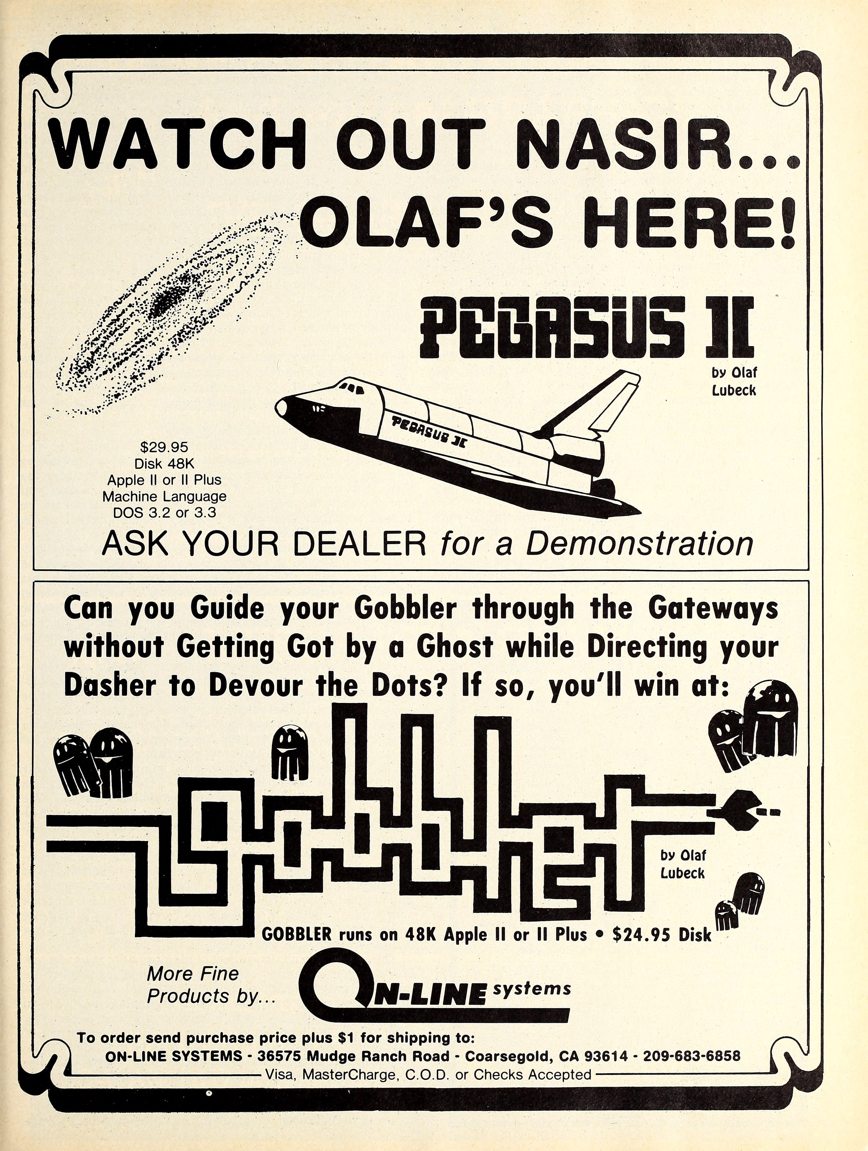 WATCH OUT NASIR...
OLAF'S HERE!
PEGASUS II
by Olaf
Lubeck
PEGASUS II
$29.95
Disk 48K
Apple II or II Plus
Machine Language
DOS 3.2 or 3.3
ASK YOUR DEALER for a Demonstration
Can you Guide your Gobbler through the Gateways
without Getting Got by a Ghost while Directing your
Dasher to Devour the Dots? If so, you'll win at:
gobbler
by Olaf
Lubeck
GOBBLER runs on 48K Apple II or II Plus • $24.95 Disk
More Fine
Products by...
ON-LINE systems
To order send purchase price plus $1 for shipping to:
ON-LINE SYSTEMS - 36575 Mudge Ranch Road - Coarsegold, CA 93614 - 209-683-6858
Visa, MasterCharge, C.O.D. or Checks Accepted